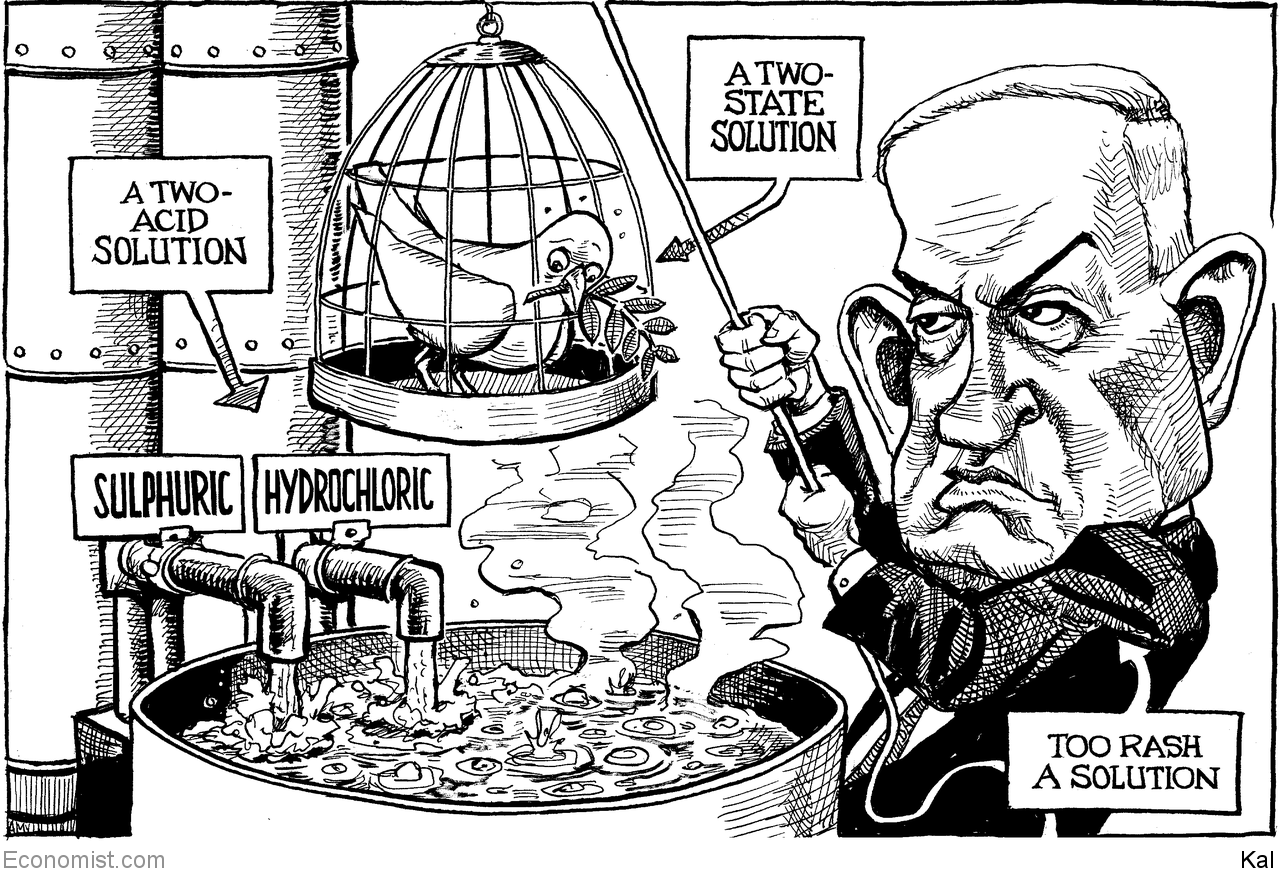 A TWO-
STATE
SOLUTION
A TWO-
ACID
SOLUTION
SULPHURIC
HYDROCHLORIC
TOO RASH
A SOLUTION
Economist.com
Kal